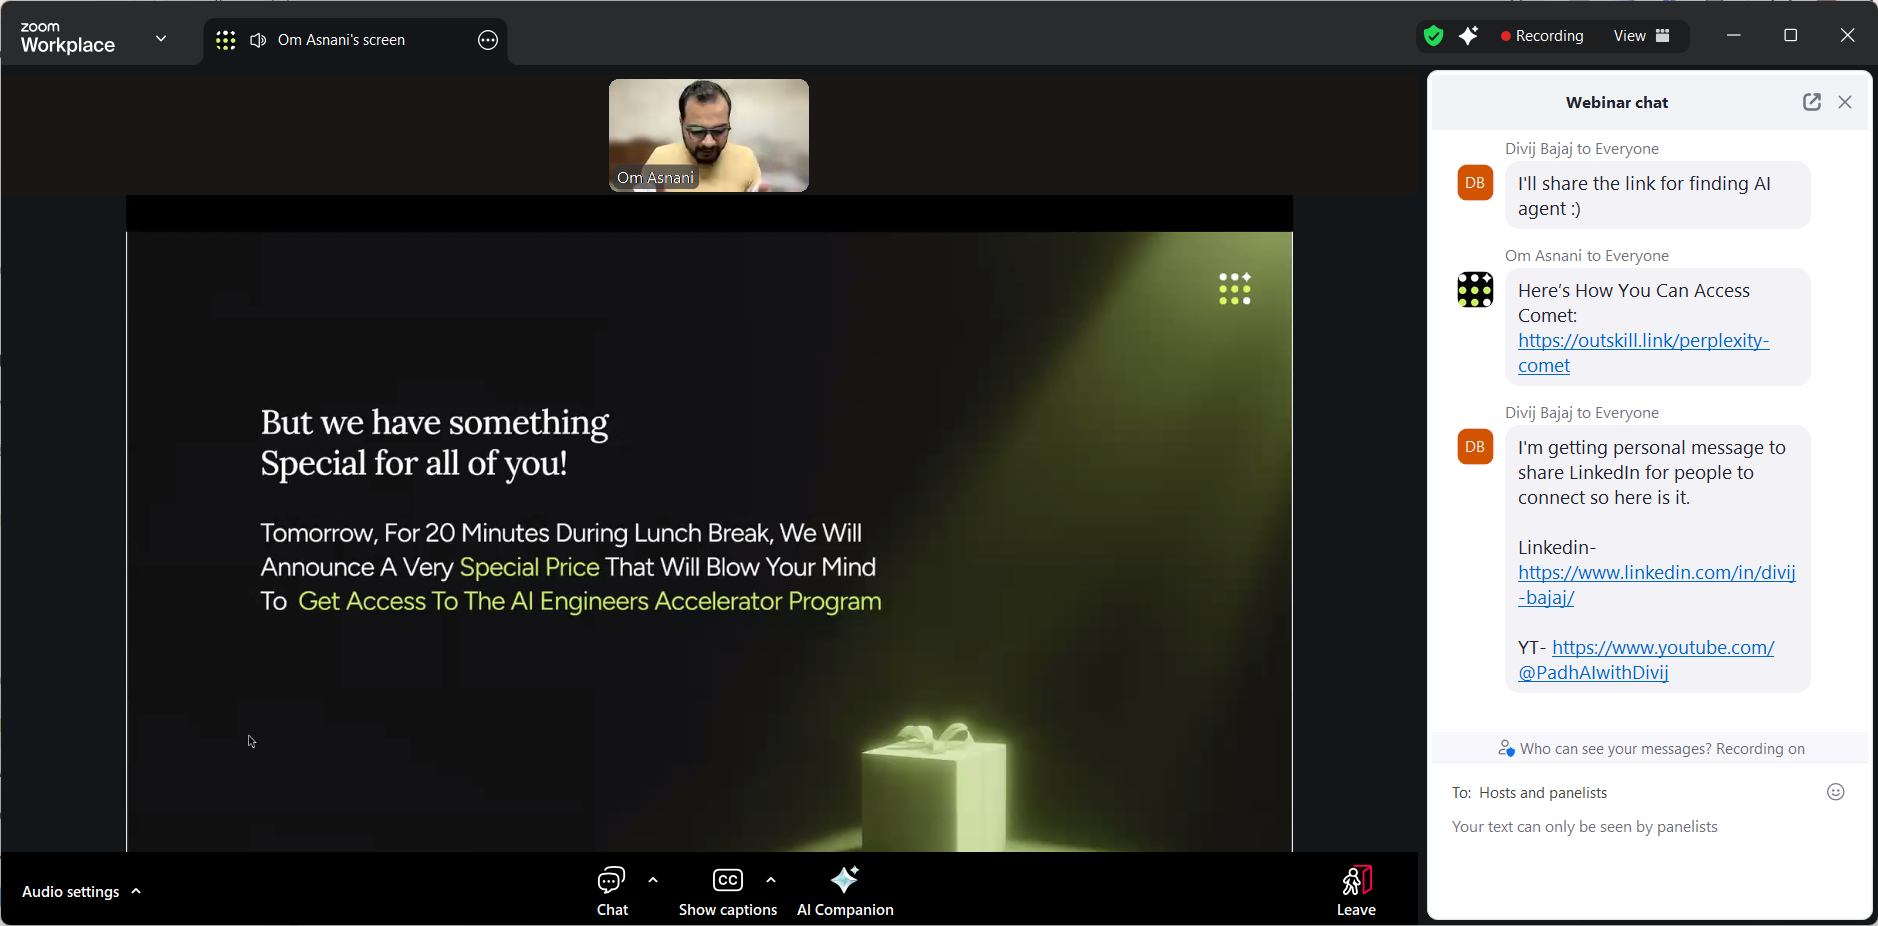 zoom
Workplace
Om Asnani's screen
Recording
View
Om Asnani
But we have something
Special for all of you!
Tomorrow, For 20 Minutes During Lunch Break, We Will
Announce A Very Special Price That Will Blow Your Mind
To Get Access To The AI Engineers Accelerator Program
Webinar chat
Divij Bajaj to Everyone
DB
I'll share the link for finding AI
agent :)
Om Asnani to Everyone
Here’s How You Can Access
Comet:
https://outskill.link/perplexity-
comet
Divij Bajaj to Everyone
DB
I'm getting personal message to
share LinkedIn for people to
connect so here is it.
Linkedin-
https://www.linkedin.com/in/divij
-bajaj/
YT- https://www.youtube.com/
@PadhAIwithDivij
Who can see your messages? Recording on
To: Hosts and panelists
Your text can only be seen by panelists
Audio settings
Chat
CC
Show captions
AI Companion
Leave